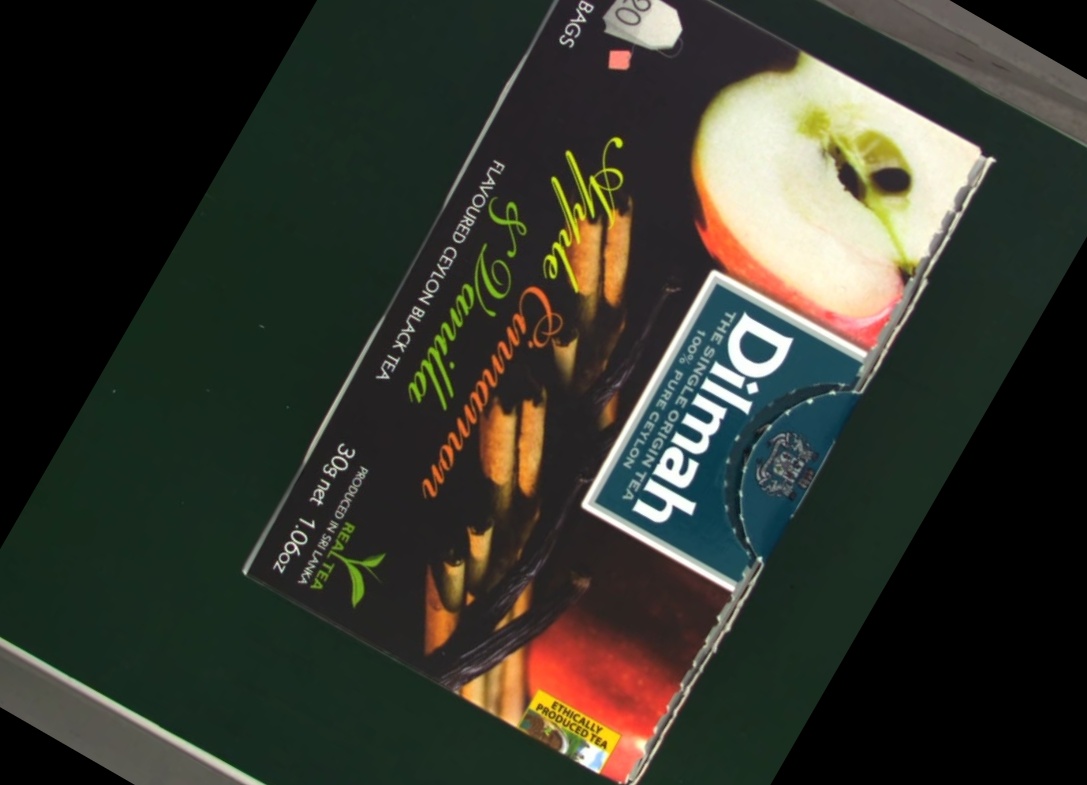 Dilmah
THE SINGLE ORIGIN TEA
100% PURE CEYLON
Apple Cinnamon
& Vanilla
FLAVOURED CEYLON BLACK TEA
20
BAGS
REAL TEA
PRODUCED IN SRI LANKA
30g net 1.06oz
ETHICALLY
PRODUCED TEA